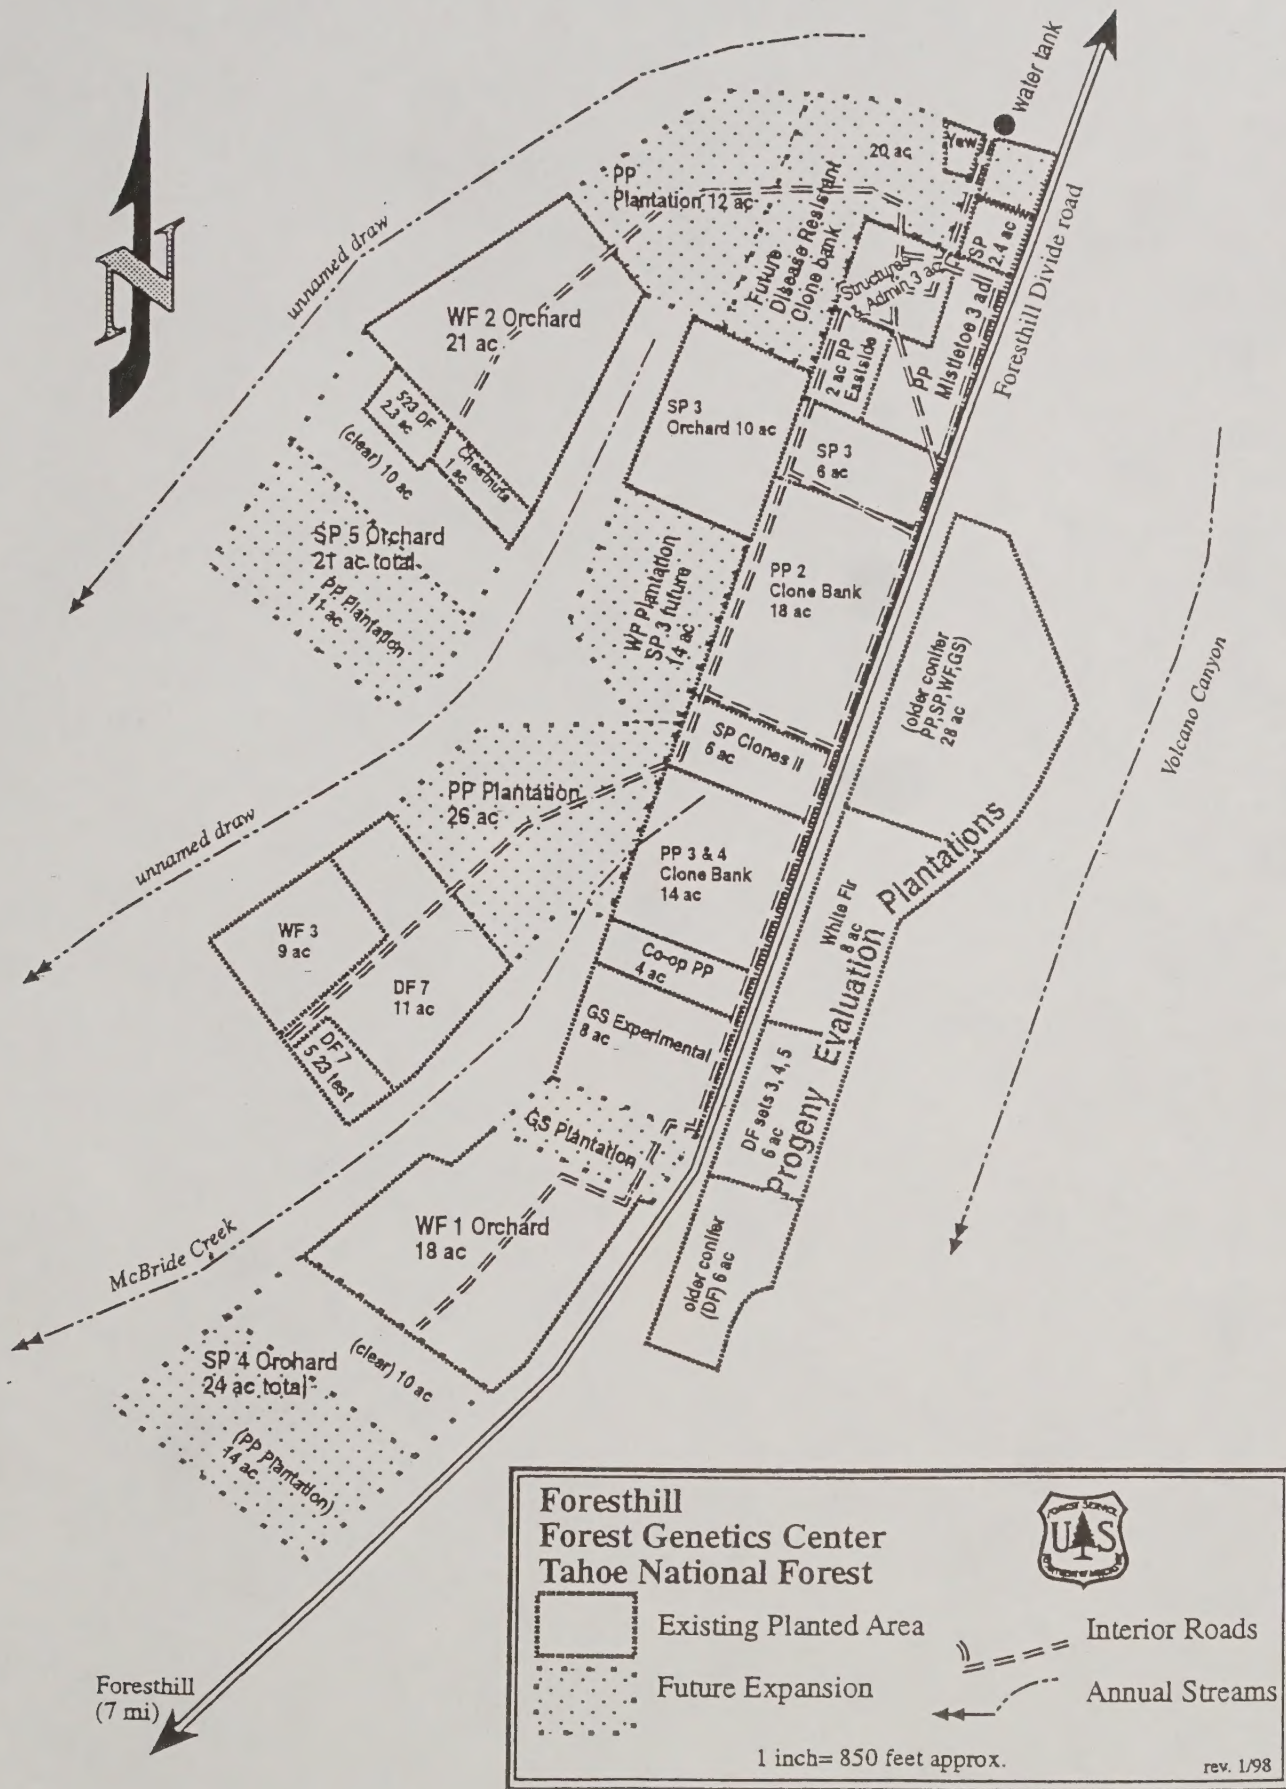 water tank
N
unnamed draw
PP
Plantation 12 ac
20 ac
Yew
Future
Disease Resistant
Clone bank
Structures
& Admin 3 ac
SP
2.4 ac
Foresthill Divide road
WF 2 Orchard
21 ac
2 ac PP
Eastside
PP
Mistletoe 3 ac
SP 3
Orchard 10 ac
523 DF
2.3 ac
Chestnuts
1 ac
(clear) 10 ac
SP 3
6 ac
SP 5 Orchard
21 ac total
PP Plantation
11 ac
WP Plantation
SP 3 future
14 ac
PP 2
Clone Bank
18 ac
(older conifer
PP,SP,WF,GS)
28 ac
Volcano Canyon
SP Clones II
6 ac
unnamed draw
PP Plantation
26 ac
PP 3 & 4
Clone Bank
14 ac
White Fir
8 ac
Progeny Evaluation Plantations
WF 3
9 ac
DF 7
11 ac
Co-op PP
4 ac
GS Experimental
8 ac
DF 7
5 23 test
DF sets 3, 4, 5
6 ac
GS Plantation
WF 1 Orchard
18 ac
older conifer
(DF) 6 ac
McBride Creek
(clear) 10 ac
SP 4 Orchard
24 ac total
(PP Plantation)
14 ac
Foresthill
(7 mi)
Foresthill
Forest Genetics Center
Tahoe National Forest
FOREST SERVICE
U S
DEPARTMENT OF AGRICULTURE
Existing Planted Area
Interior Roads
Future Expansion
Annual Streams
1 inch= 850 feet approx.
rev. 1/98